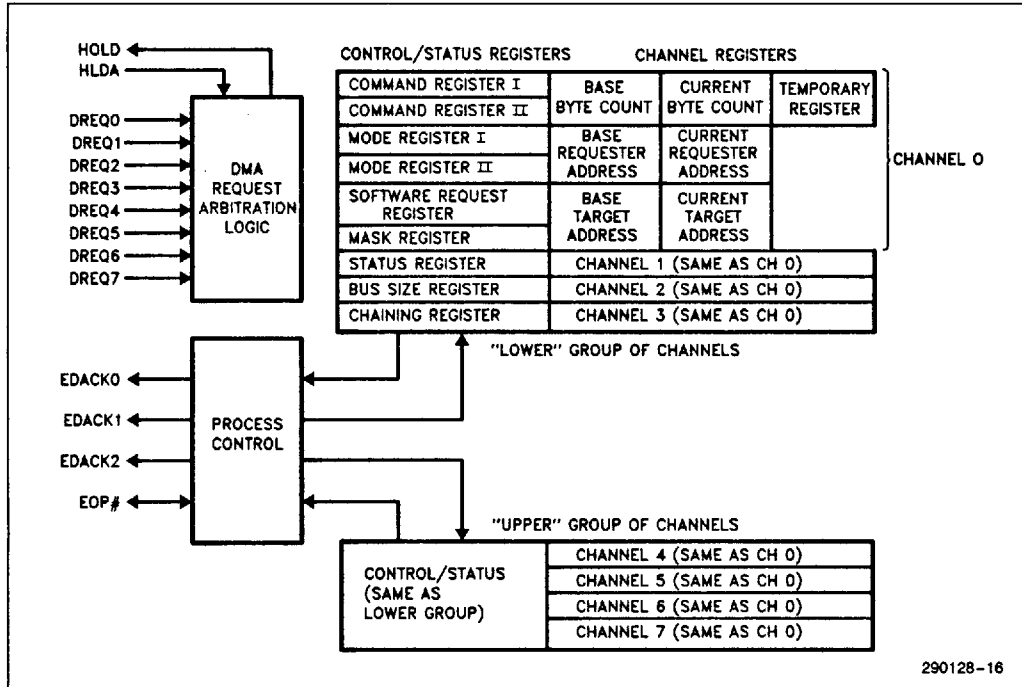 HOLD
HLDA
DREQ0
DREQ1
DREQ2
DREQ3
DREQ4
DREQ5
DREQ6
DREQ7
DMA
REQUEST
ARBITRATION
LOGIC
CONTROL/STATUS REGISTERS
CHANNEL REGISTERS
COMMAND REGISTER I
COMMAND REGISTER II
MODE REGISTER I
MODE REGISTER II
SOFTWARE REQUEST
REGISTER
MASK REGISTER
STATUS REGISTER
BUS SIZE REGISTER
CHAINING REGISTER
BASE
BYTE COUNT
CURRENT
BYTE COUNT
TEMPORARY
REGISTER
BASE
REQUESTER
ADDRESS
CURRENT
REQUESTER
ADDRESS
BASE
TARGET
ADDRESS
CURRENT
TARGET
ADDRESS
CHANNEL 0
CHANNEL 1 (SAME AS CH 0)
CHANNEL 2 (SAME AS CH 0)
CHANNEL 3 (SAME AS CH 0)
"LOWER" GROUP OF CHANNELS
EDACK0
EDACK1
EDACK2
EOP#
PROCESS
CONTROL
"UPPER" GROUP OF CHANNELS
CONTROL/STATUS
(SAME AS
LOWER GROUP)
CHANNEL 4 (SAME AS CH 0)
CHANNEL 5 (SAME AS CH 0)
CHANNEL 6 (SAME AS CH 0)
CHANNEL 7 (SAME AS CH 0)
290128-16